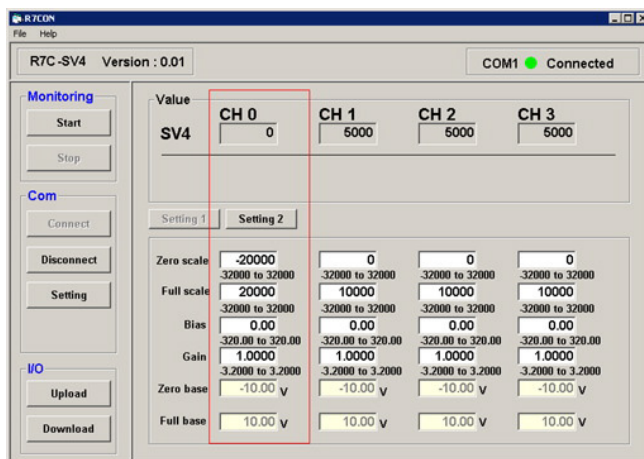 R7CON
File Help
R7C-SV4 Version : 0.01
COM1 Connected
Monitoring
Start
Stop
Com
Connect
Disconnect
Setting
I/O
Upload
Download
Value
CH 0 CH 1 CH 2 CH 3
SV4 0 5000 5000 5000
Setting 1 Setting 2
Zero scale -20000 0 0 0
-32000 to 32000 -32000 to 32000 -32000 to 32000 -32000 to 32000
Full scale 20000 10000 10000 10000
-32000 to 32000 -32000 to 32000 -32000 to 32000 -32000 to 32000
Bias 0.00 0.00 0.00 0.00
-320.00 to 320.00 -320.00 to 320.00 -320.00 to 320.00 -320.00 to 320.00
Gain 1.0000 1.0000 1.0000 1.0000
-3.2000 to 3.2000 -3.2000 to 3.2000 -3.2000 to 3.2000 -3.2000 to 3.2000
Zero base -10.00 V -10.00 V -10.00 V -10.00 V
Full base 10.00 V 10.00 V 10.00 V 10.00 V